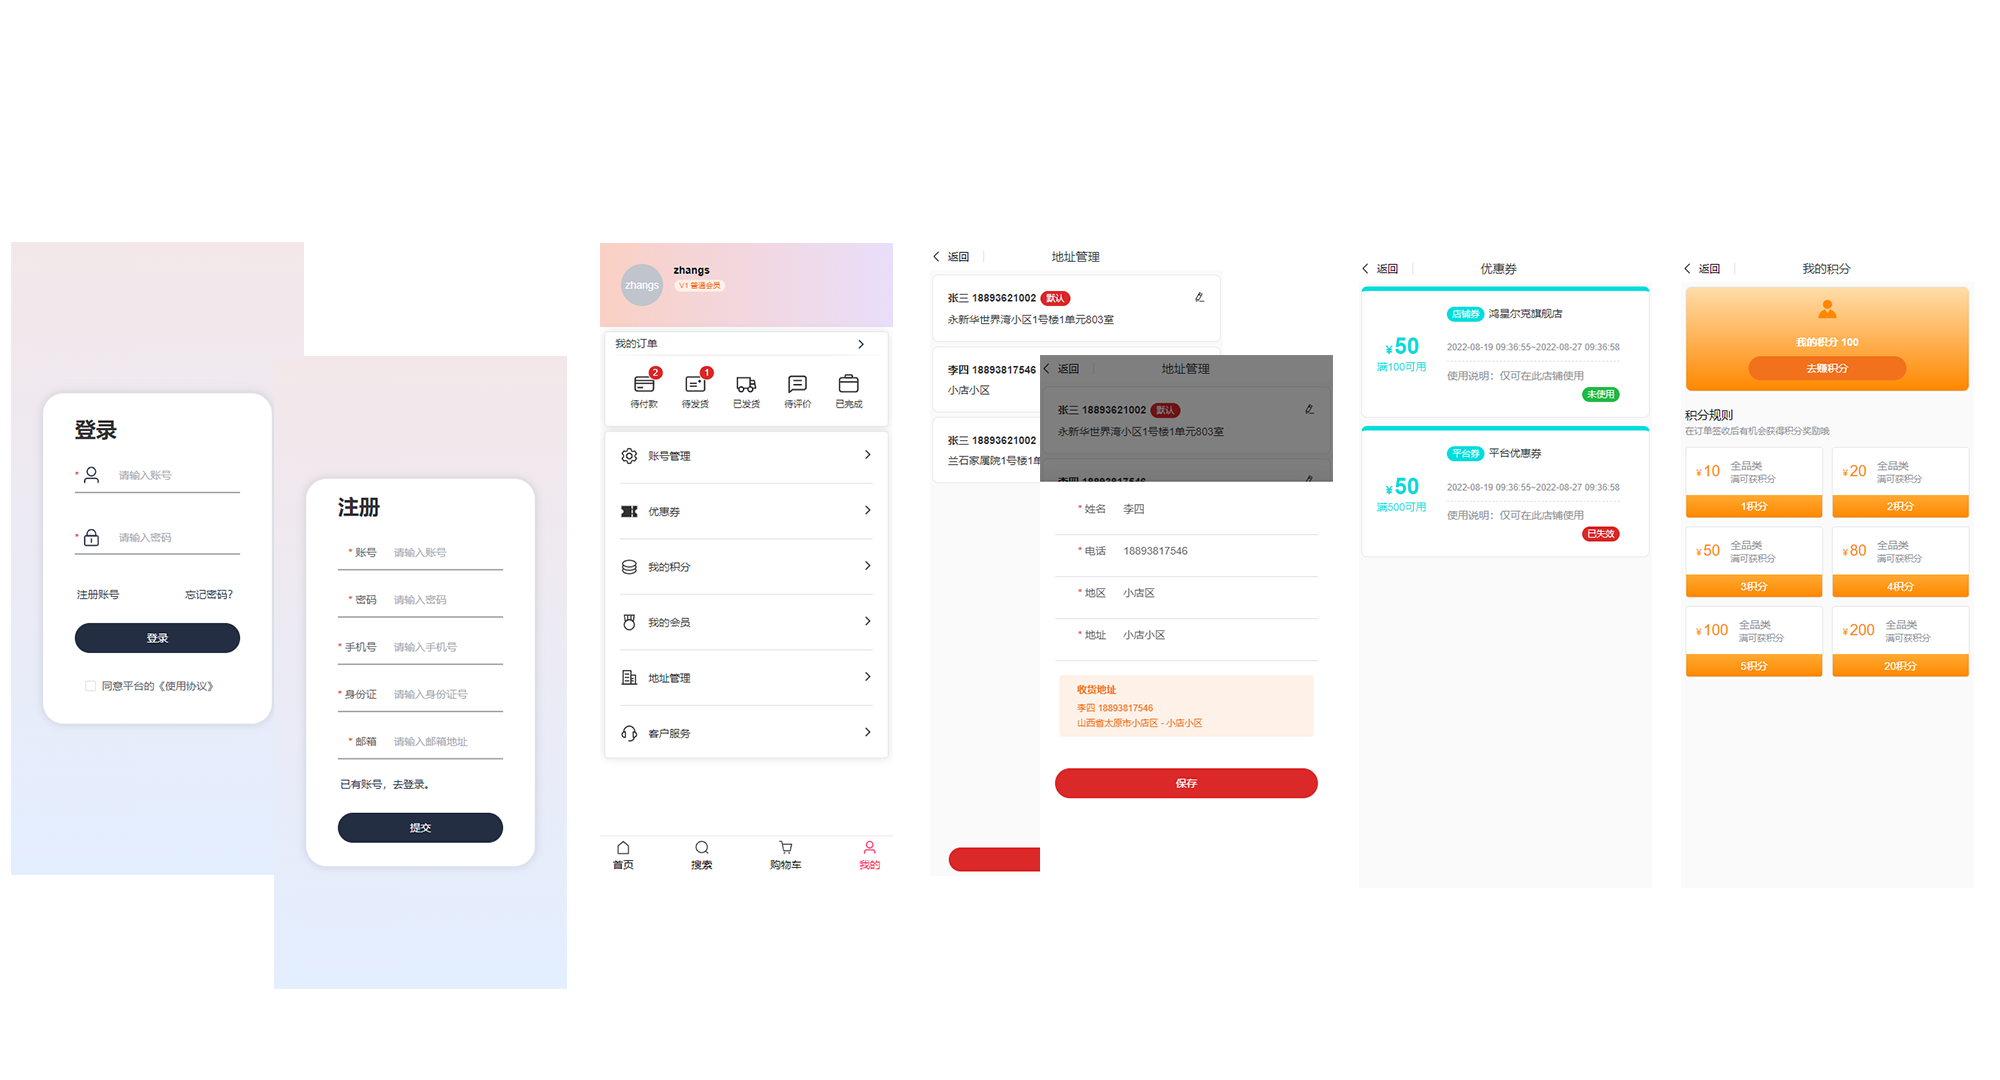 登录
* 请输入账号
* 请输入密码
注册账号 忘记密码?
登录
同意平台的《使用协议》
注册
* 账号 请输入账号
* 密码 请输入密码
* 手机号 请输入手机号
* 身份证 请输入身份证号
* 邮箱 请输入邮箱地址
已有账号，去登录。
提交
zhangs
zhangs
V1 普通会员
我的订单
2
1
待付款 待发货 已发货 待评价 已完成
账号管理
优惠券
我的积分
我的会员
地址管理
客户服务
首页 搜索 购物车 我的
返回 地址管理
张三 18893621002 默认
永新华世界湾小区1号楼1单元803室
李四 18893817546
小店小区
张三 18893621002
兰石家属院1号楼1单
返回 地址管理
张三 18893621002 默认
永新华世界湾小区1号楼1单元803室
李四 18893817546
* 姓名 李四
* 电话 18893817546
* 地区 小店区
* 地址 小店小区
收货地址
李四 18893817546
山西省太原市小店区 - 小店小区
保存
返回 优惠券
店铺券 鸿星尔克旗舰店
¥50
满100可用
2022-08-19 09:36:55~2022-08-27 09:36:58
使用说明：仅可在此店铺使用
未使用
平台券 平台优惠券
¥50
满500可用
2022-08-19 09:36:55~2022-08-27 09:36:58
使用说明：仅可在此店铺使用
已失效
返回 我的积分
我的积分 100
去赚积分
积分规则
在订单签收后有机会获得积分奖励哦
¥10 全品类
满可获积分
1积分
¥20 全品类
满可获积分
2积分
¥50 全品类
满可获积分
3积分
¥80 全品类
满可获积分
4积分
¥100 全品类
满可获积分
5积分
¥200 全品类
满可获积分
20积分